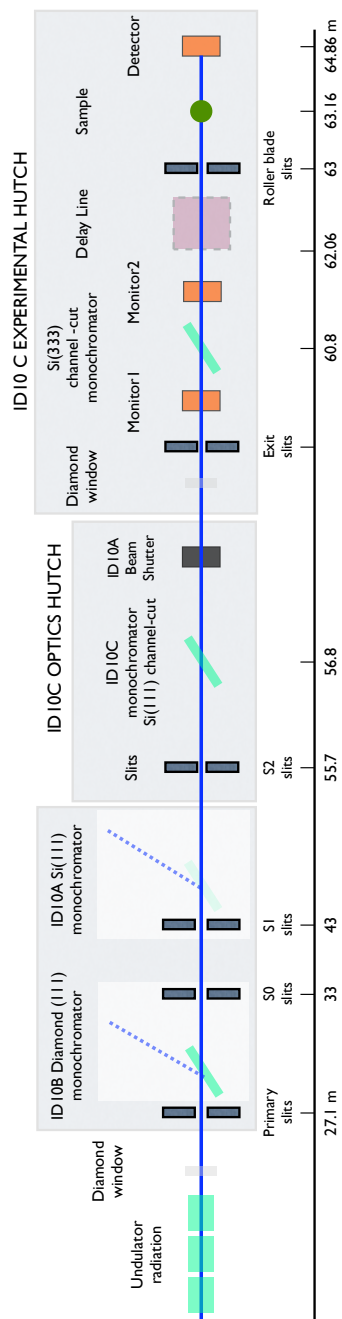 ID10 C EXPERIMENTAL HUTCH
Diamond
window
Monitor1
Si(333)
channel -cut
monochromator
Monitor2
Delay Line
Sample
Detector
Exit
slits
Roller blade
slits
60.8
62.06
63
63.16
64.86 m
ID10C OPTICS HUTCH
Slits
ID10C
monochromator
Si(111) channel-cut
ID10A
Beam
Shutter
S2
slits
55.7
56.8
ID10B Diamond (111)
monochromator
ID10A Si(111)
monochromator
Primary
slits
S0
slits
S1
slits
27.1 m
33
43
Undulator
radiation
Diamond
window